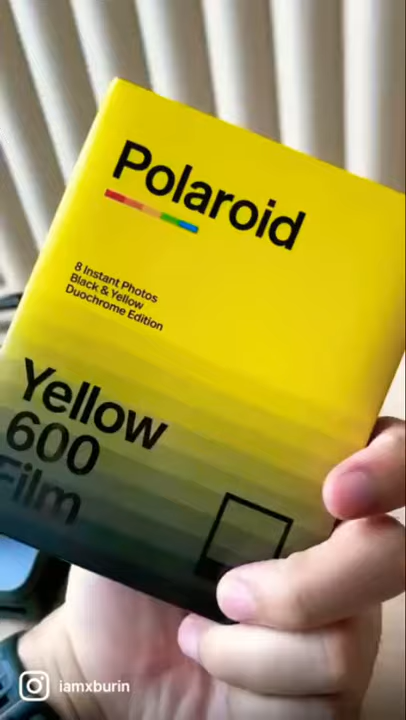 Polaroid
8 Instant Photos
Black & Yellow
Duochrome Edition
Yellow
600
Film
iamxburin